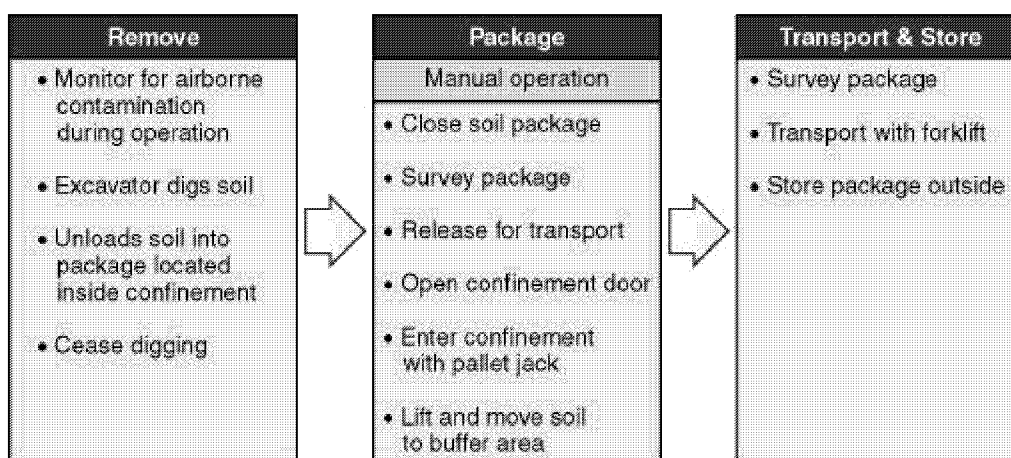 Remove
• Monitor for airborne
contamination
during operation
• Excavator digs soil
• Unloads soil into
package located
inside confinement
• Cease digging
Package
Manual operation
• Close soil package
• Survey package
• Release for transport
• Open confinement door
• Enter confinement
with pallet jack
• Lift and move soil
to buffer area
Transport & Store
• Survey package
• Transport with forklift
• Store package outside